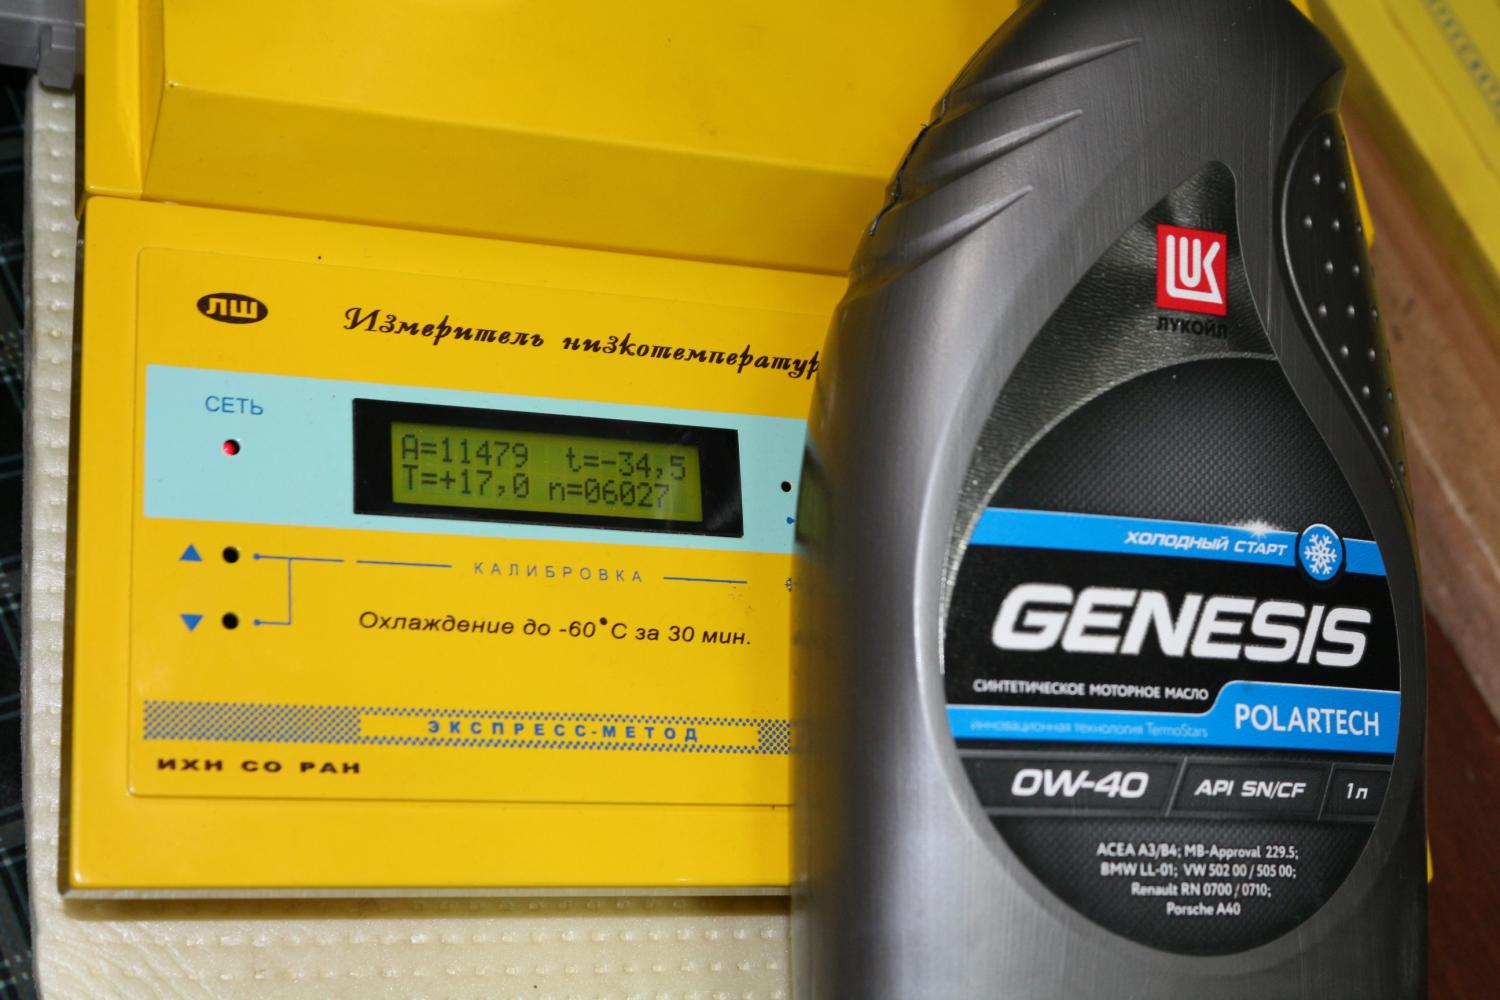 ЛШ
Измеритель низкотемператур
СЕТЬ
A=11479 t=-34,5
T=+17,0 n=06027
КАЛИБРОВКА
Охлаждение до -60°С за 30 мин.
ЭКСПРЕСС-МЕТОД
ИХН СО РАН
LUK
ЛУКОЙЛ
ХОЛОДНЫЙ СТАРТ
GENESIS
СИНТЕТИЧЕСКОЕ МОТОРНОЕ МАСЛО
POLARTECH
инновационная технология TermoStars
0W-40 API SN/CF 1л
ACEA A3/B4; MB-Approval 229.5;
BMW LL-01; VW 502 00 / 505 00;
Renault RN 0700 / 0710;
Porsche A40